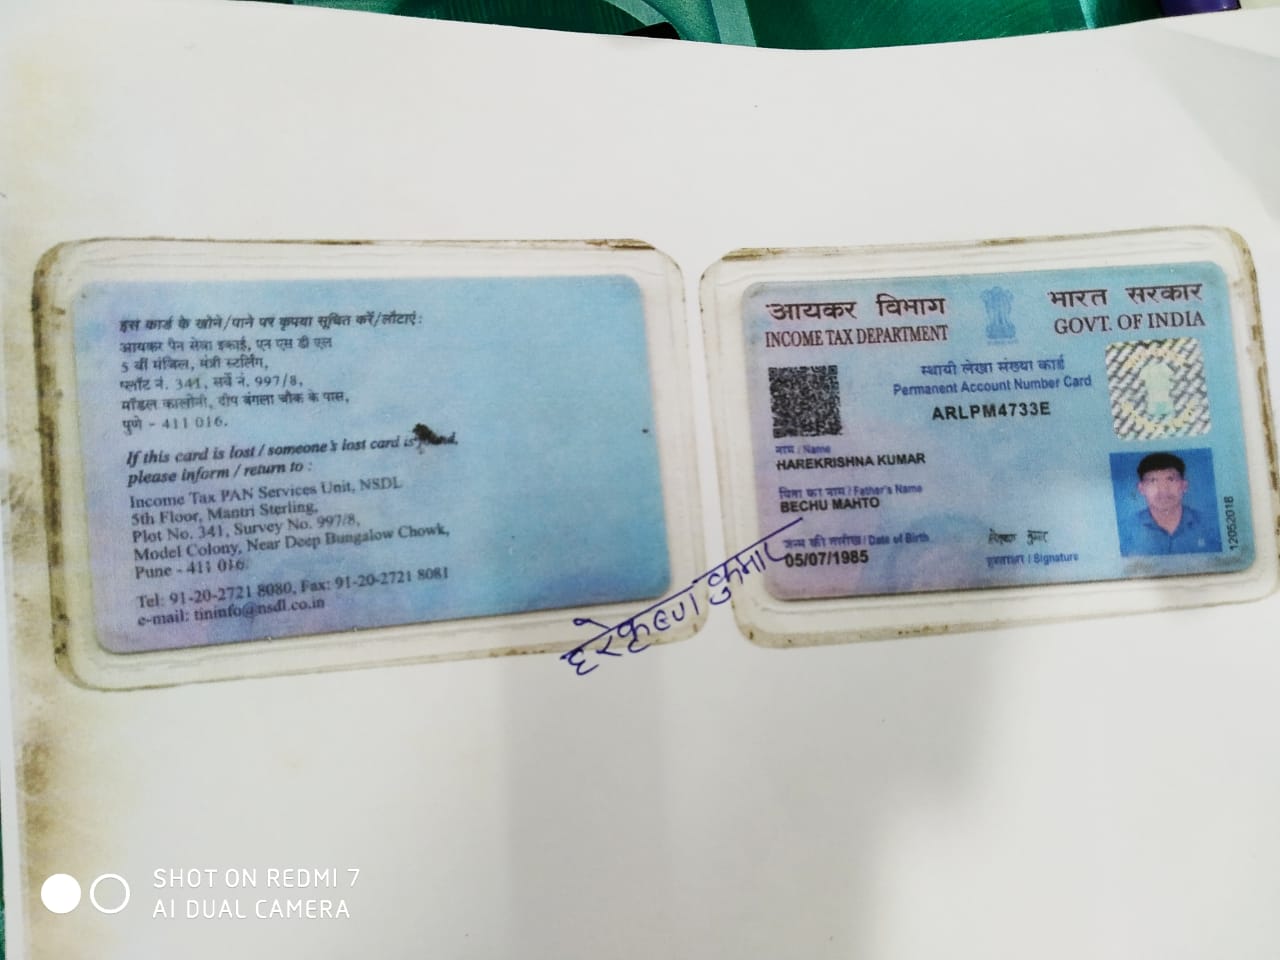 इस कार्ड के खोने/पाने पर कृपया सूचित करें/लौटाएं:
आयकर पैन सेवा इकाई, एन एस डी एल
5 वीं मंजिल, मंत्री स्टर्लिंग,
प्लॉट नं. 341, सर्वे नं. 997/8,
मॉडल कालोनी, दीप बंगला चौक के पास,
पुणे - 411 016.
If this card is lost / someone's lost card is
please inform / return to :
Income Tax PAN Services Unit, NSDL
5th Floor, Mantri Sterling,
Plot No. 341, Survey No. 997/8,
Model Colony, Near Deep Bungalow Chowk,
Pune - 411 016.
Tel: 91-20-2721 8080, Fax: 91-20-2721 8081
e-mail: tininfo@nsdl.co.in
आयकर विभाग
INCOME TAX DEPARTMENT
भारत सरकार
GOVT. OF INDIA
स्थायी लेखा संख्या कार्ड
Permanent Account Number Card
ARLPM4733E
नाम / Name
HAREKRISHNA KUMAR
पिता का नाम / Father's Name
BECHU MAHTO
जन्म की तारीख / Date of Birth
05/07/1985
हस्ताक्षर / Signature
12052018
हरेकृष्ण कुमार
SHOT ON REDMI 7
AI DUAL CAMERA